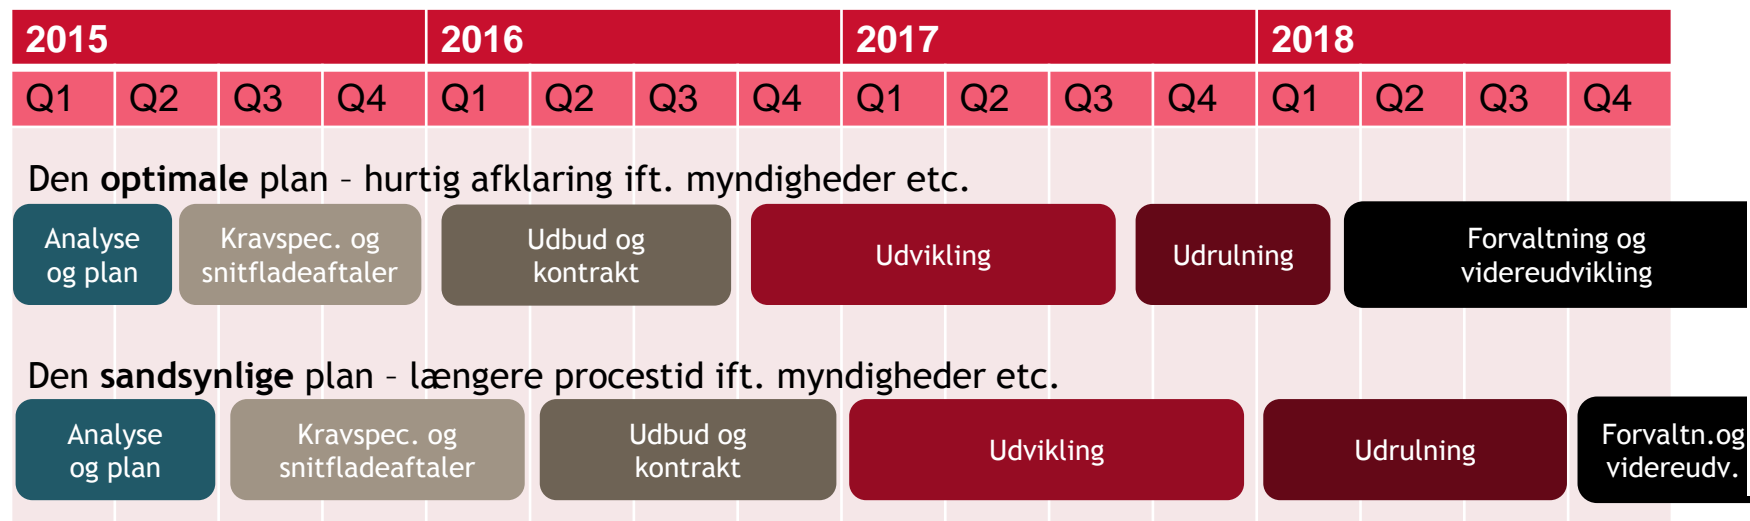 2015 2016 2017 2018
Q1 Q2 Q3 Q4 Q1 Q2 Q3 Q4 Q1 Q2 Q3 Q4 Q1 Q2 Q3 Q4
Den optimale plan – hurtig afklaring ift. myndigheder etc.
Analyse
og plan
Kravspec. og
snitfladeaftaler
Udbud og
kontrakt
Udvikling
Udrulning
Forvaltning og
videreudvikling
Den sandsynlige plan – længere procestid ift. myndigheder etc.
Analyse
og plan
Kravspec. og
snitfladeaftaler
Udbud og
kontrakt
Udvikling
Udrulning
Forvaltn.og
videreudv.